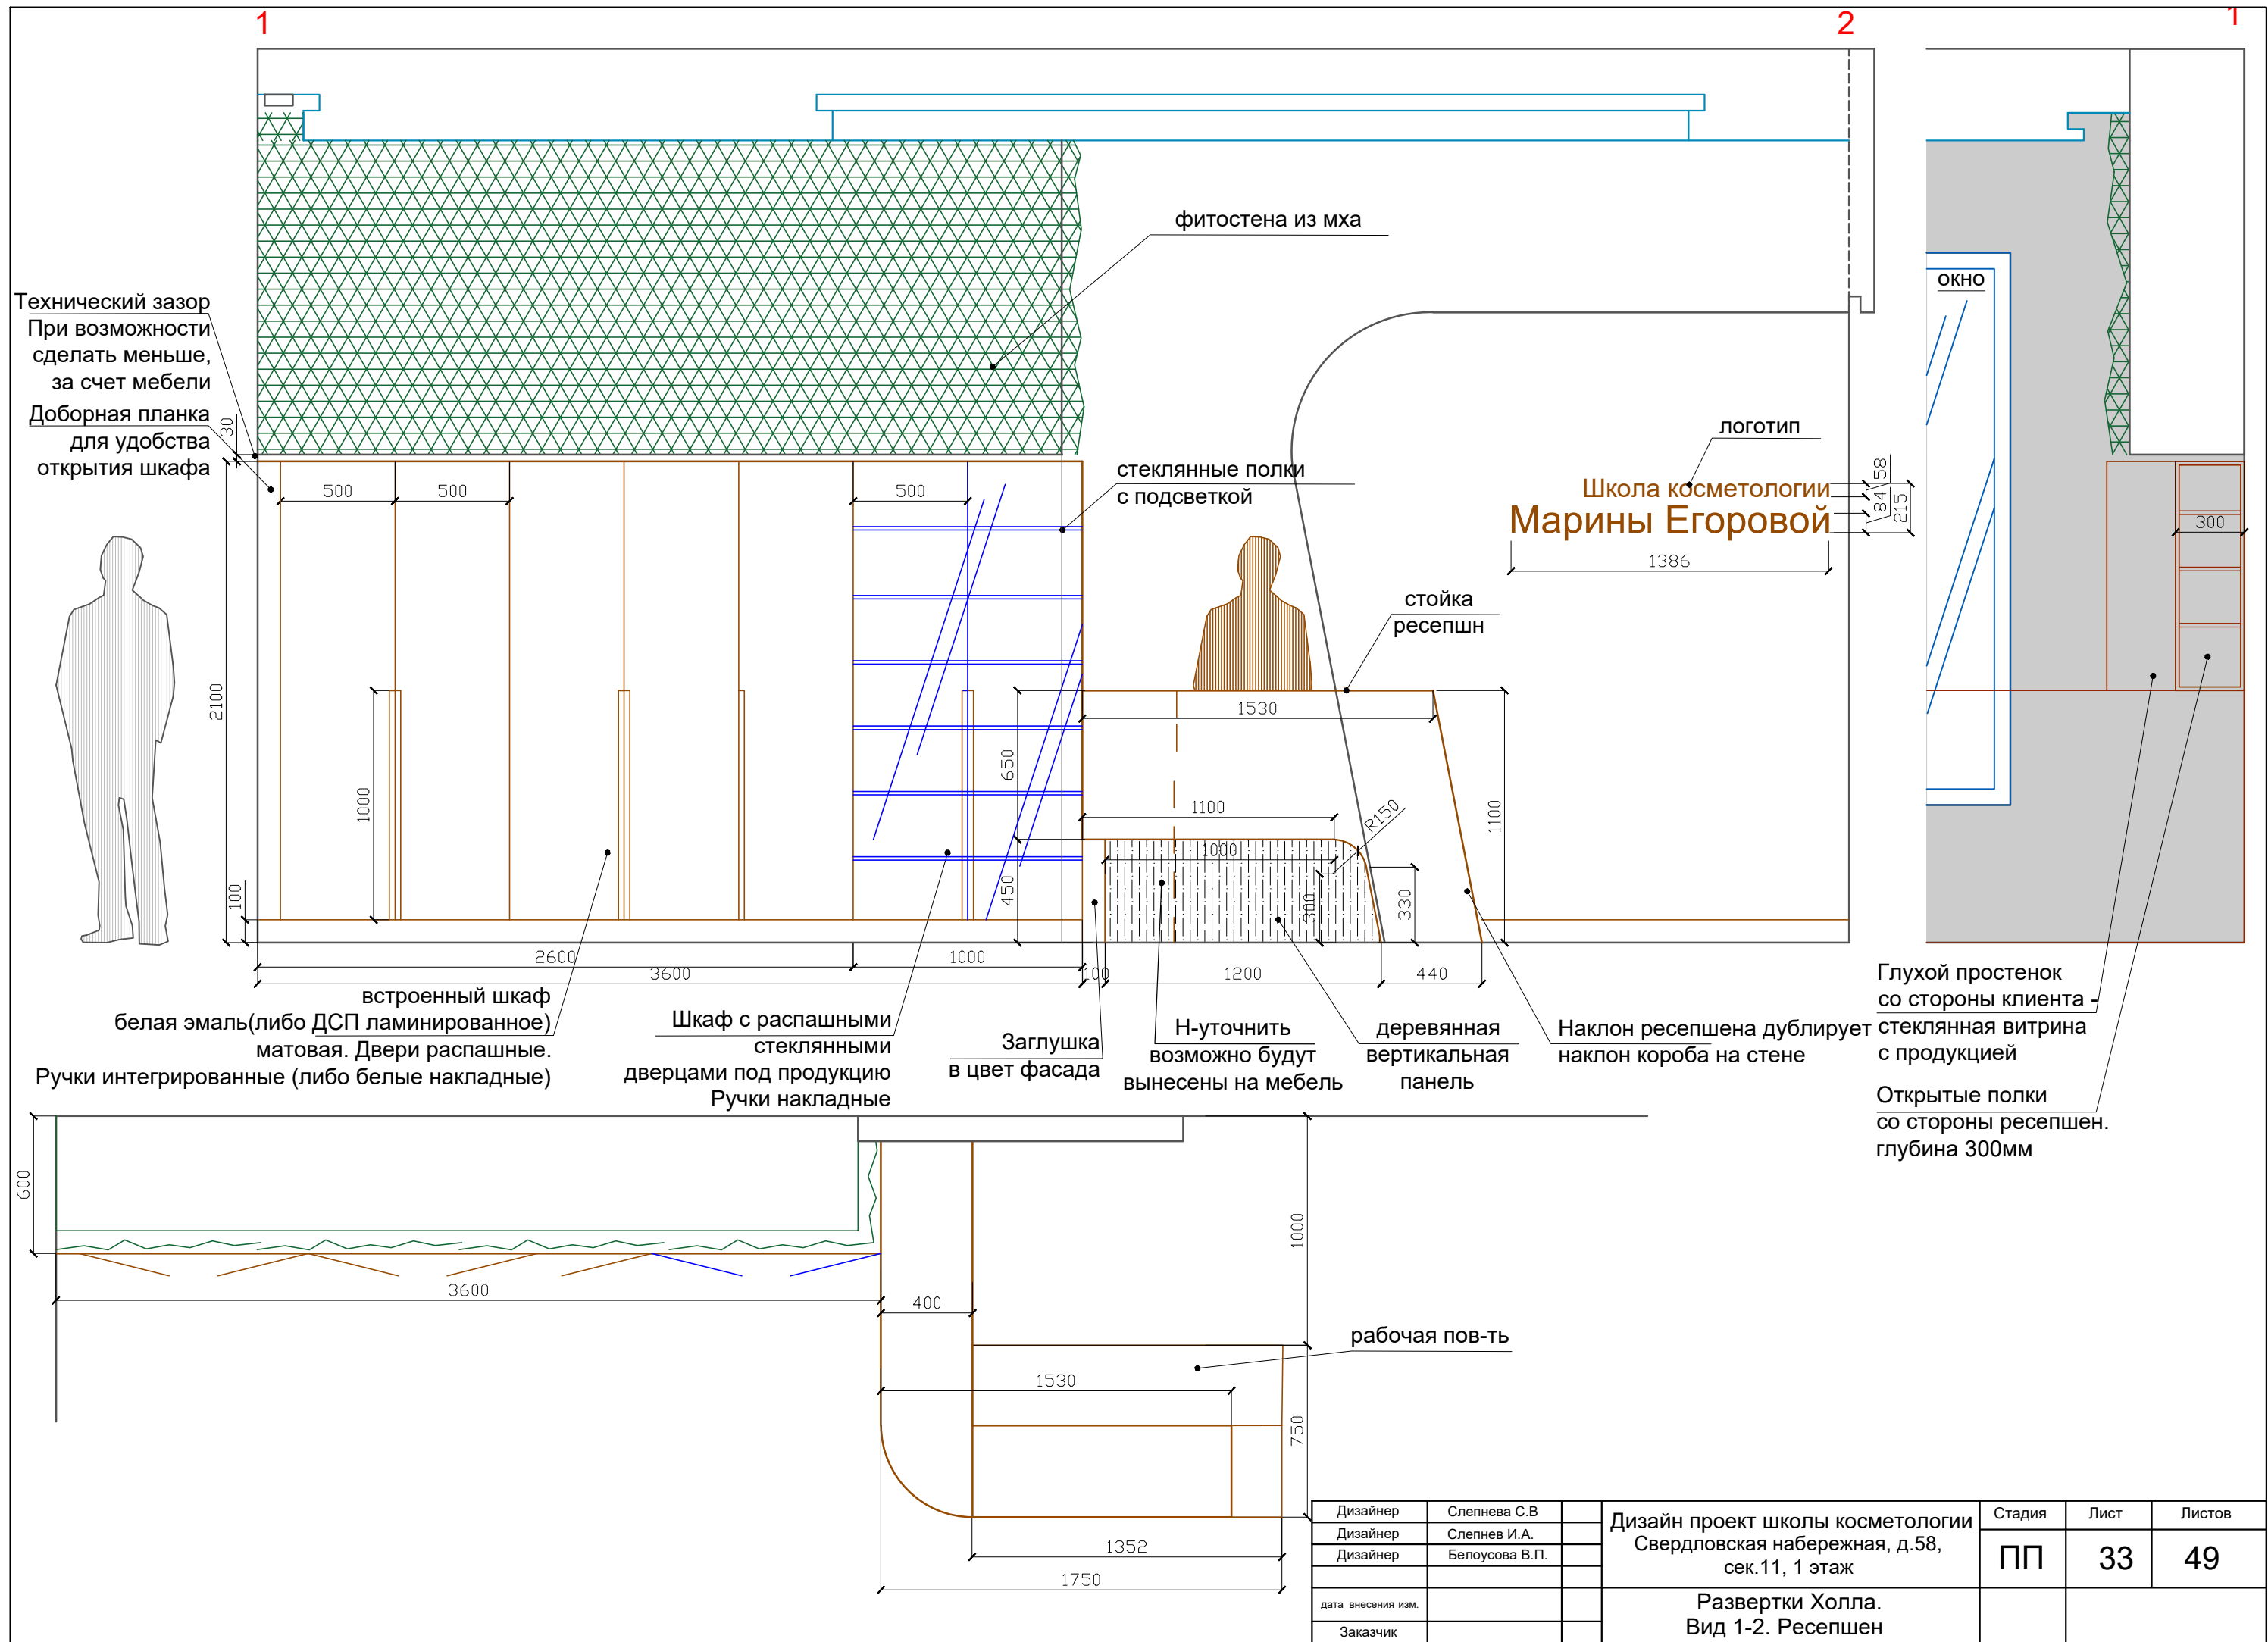 1
2
1
фитостена из мха
ОКНО
Технический зазор
При возможности
сделать меньше,
за счет мебели
Доборная планка
для удобства
открытия шкафа
30
логотип
стеклянные полки
с подсветкой
500
500
500
Школа косметологии
Марины Егоровой
58
84
215
1386
300
стойка
ресепшн
2100
1530
650
1000
1100
1100
R150
1000
450
300
330
100
2600
1000
3600
100
1200
440
встроенный шкаф
белая эмаль(либо ДСП ламинированное)
матовая. Двери распашные.
Ручки интегрированные (либо белые накладные)
Шкаф с распашными
стеклянными
дверцами под продукцию
Ручки накладные
Заглушка
в цвет фасада
Н-уточнить
возможно будут
вынесены на мебель
деревянная
вертикальная
панель
Наклон ресепшена дублирует
наклон короба на стене
Глухой простенок
со стороны клиента -
стеклянная витрина
с продукцией
Открытые полки
со стороны ресепшен.
глубина 300мм
600
3600
400
1000
рабочая пов-ть
1530
750
1352
1750
Дизайнер Слепнева С.В
Дизайнер Слепнев И.А.
Дизайнер Белоусова В.П.
дата внесения изм.
Заказчик
Дизайн проект школы косметологии
Свердловская набережная, д.58,
сек.11, 1 этаж
Развертки Холла.
Вид 1-2. Ресепшен
Стадия Лист Листов
ПП 33 49